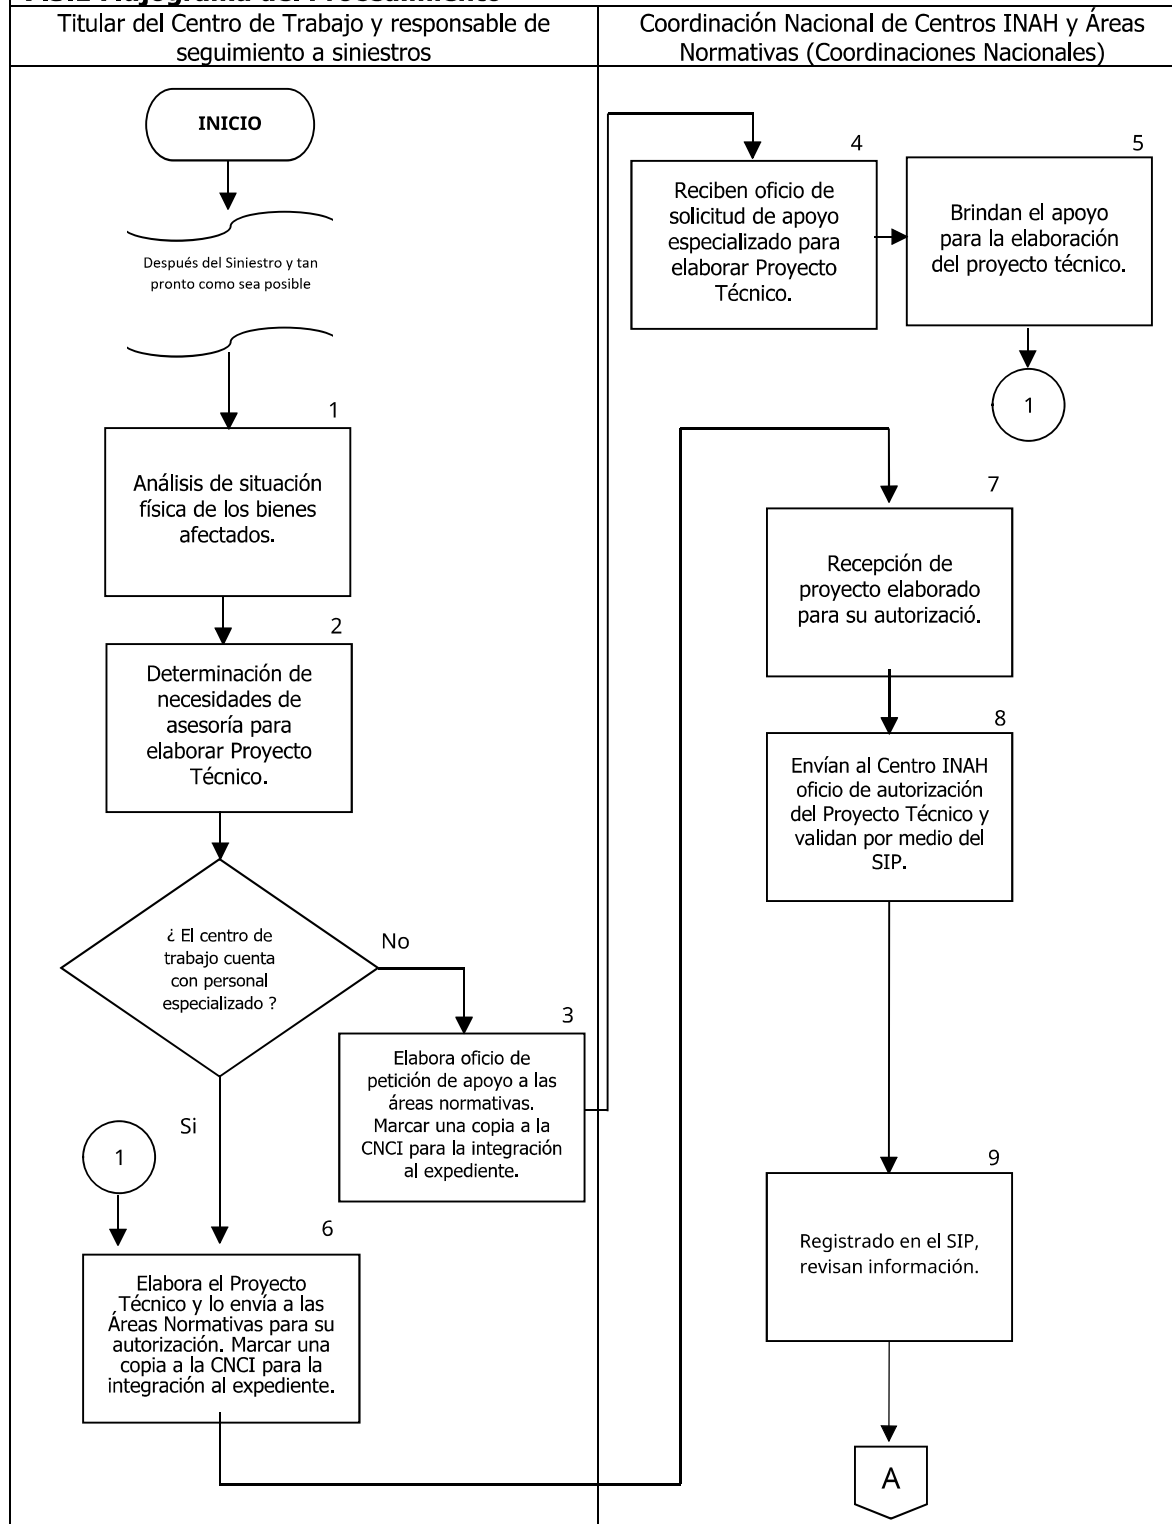 Titular del Centro de Trabajo y responsable de
seguimiento a siniestros
Coordinación Nacional de Centros INAH y Áreas
Normativas (Coordinaciones Nacionales)
INICIO
Después del Siniestro y tan
pronto como sea posible
1
Análisis de situación
física de los bienes
afectados.
2
Determinación de
necesidades de
asesoría para
elaborar Proyecto
Técnico.
¿ El centro de
trabajo cuenta
con personal
especializado ?
No
Si
3
Elabora oficio de
petición de apoyo a las
áreas normativas.
Marcar una copia a la
CNCI para la integración
al expediente.
1
6
Elabora el Proyecto
Técnico y lo envía a las
Áreas Normativas para su
autorización. Marcar una
copia a la CNCI para la
integración al expediente.
4
Reciben oficio de
solicitud de apoyo
especializado para
elaborar Proyecto
Técnico.
5
Brindan el apoyo
para la elaboración
del proyecto técnico.
1
7
Recepción de
proyecto elaborado
para su autorizació.
8
Envían al Centro INAH
oficio de autorización
del Proyecto Técnico y
validan por medio del
SIP.
9
Registrado en el SIP,
revisan información.
A